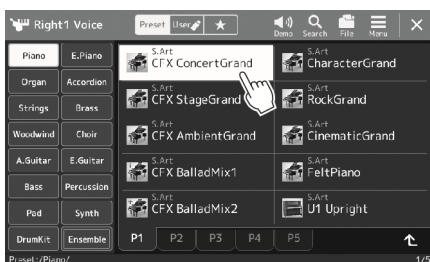 Right1 Voice
Preset User
Demo Search File Menu
Piano E.Piano
Organ Accordion
Strings Brass
Woodwind Choir
A.Guitar E.Guitar
Bass Percussion
Pad Synth
DrumKit Ensemble
S.Art
CFX ConcertGrand
S.Art
CharacterGrand
S.Art
CFX StageGrand
S.Art
RockGrand
S.Art
CFX AmbientGrand
S.Art
CinematicGrand
S.Art
CFX BalladMix1
S.Art
FeltPiano
S.Art
CFX BalladMix2
S.Art
U1 Upright
P1 P2 P3 P4 P5
Preset:/Piano/
1/5